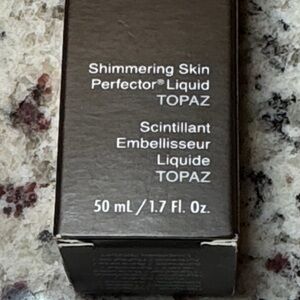 Shimmering Skin
Perfector® Liquid
TOPAZ
Scintillant
Embellisseur
Liquide
TOPAZ
50 mL/1.7 Fl. Oz.